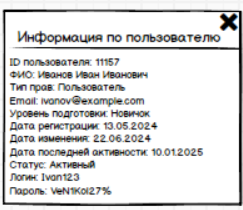 Информация по пользователю
ID пользователя: 11157
ФИО: Иванов Иван Иванович
Тип прав: Пользователь
Email: ivanov@example.com
Уровень подготовки: Новичок
Дата регистрации: 13.05.2024
Дата изменения: 22.06.2024
Дата последней активности: 10.01.2025
Статус: Активный
Логин: Ivan123
Пароль: VeN1Kol27%